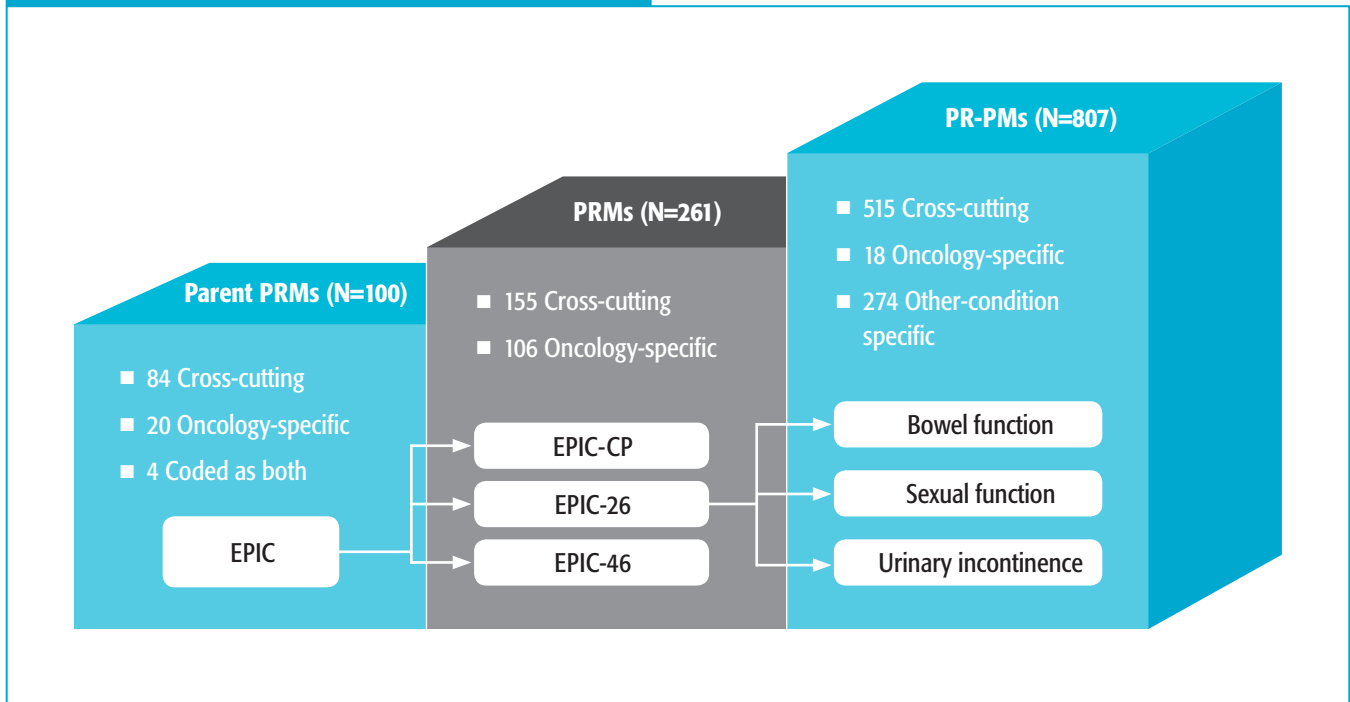 Parent PRMs (N=100)
■ 84 Cross-cutting
■ 20 Oncology-specific
■ 4 Coded as both
EPIC
PRMs (N=261)
■ 155 Cross-cutting
■ 106 Oncology-specific
EPIC-CP
EPIC-26
EPIC-46
PR-PMs (N=807)
■ 515 Cross-cutting
■ 18 Oncology-specific
■ 274 Other-condition
specific
Bowel function
Sexual function
Urinary incontinence